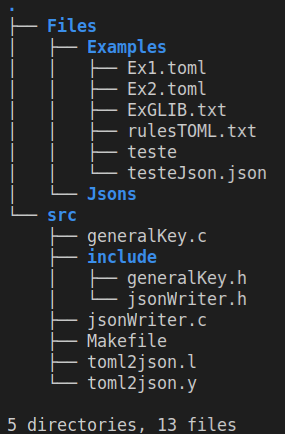 .
├── Files
│   ├── Examples
│   │   ├── Ex1.toml
│   │   ├── Ex2.toml
│   │   ├── ExGLIB.txt
│   │   ├── rulesTOML.txt
│   │   ├── teste
│   │   └── testeJson.json
│   └── Jsons
└── src
    ├── generalKey.c
    ├── include
    │   ├── generalKey.h
    │   └── jsonWriter.h
    ├── jsonWriter.c
    ├── Makefile
    ├── toml2json.l
    └── toml2json.y

5 directories, 13 files